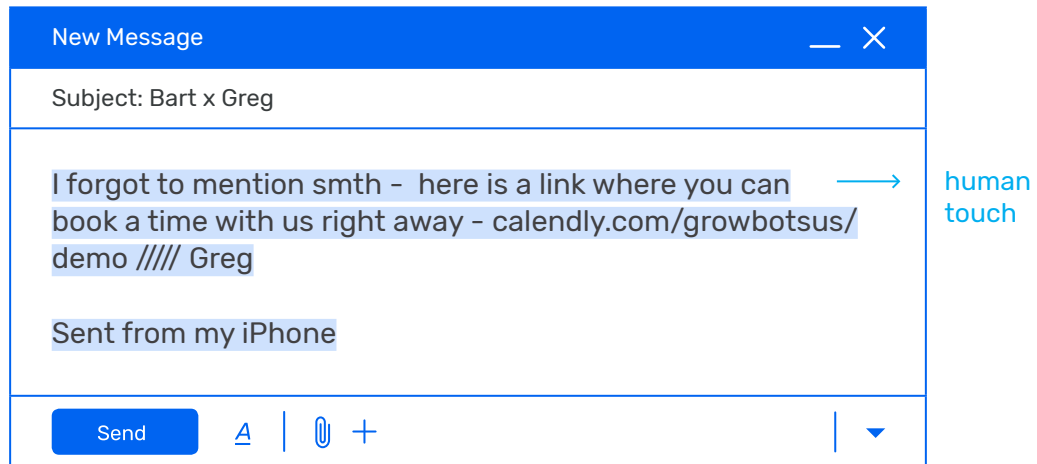 New Message
Subject: Bart x Greg
I forgot to mention smth -  here is a link where you can
book a time with us right away - calendly.com/growbotsus/
demo ///// Greg
Sent from my iPhone
human
touch
Send
A